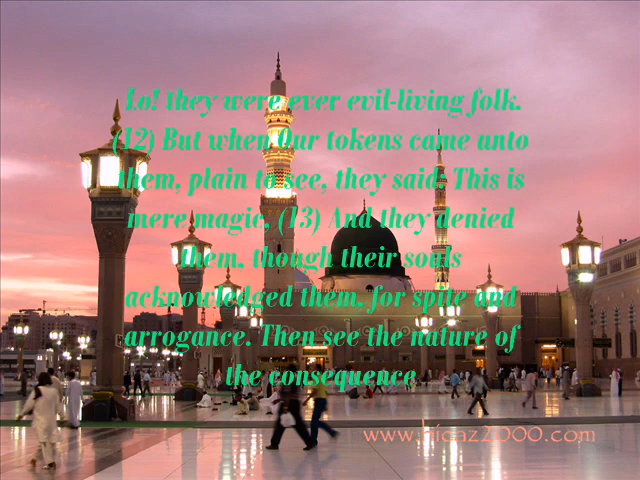 Lo! they were ever evil-living folk.
(12) But when Our tokens came unto
them, plain to see, they said: This is
mere magic, (13) And they denied
them, though their souls
acknowledged them, for spite and
arrogance. Then see the nature of
the consequence
www.hicaz2000.com